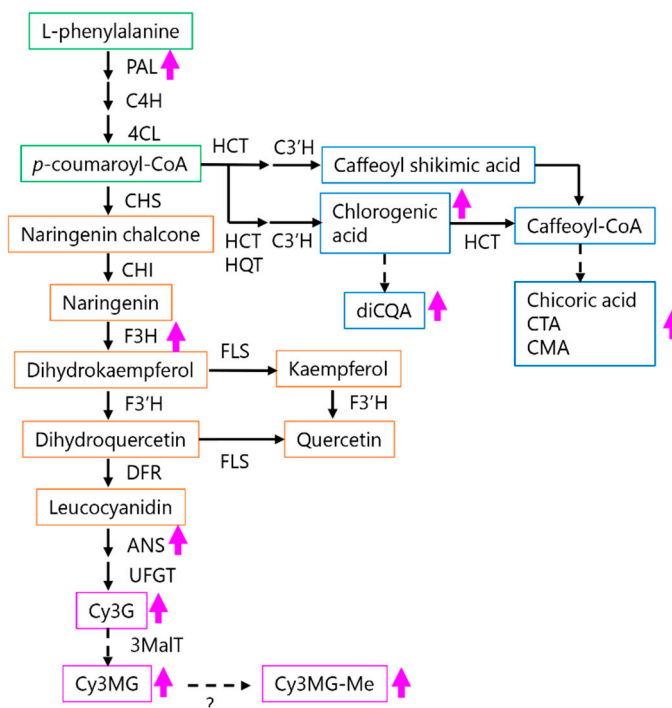 L-phenylalanine
PAL
C4H
4CL
HCT
C3'H
p-coumaroyl-CoA
Caffeoyl shikimic acid
CHS
HCT
HQT
C3'H
Chlorogenic
acid
HCT
Caffeoyl-CoA
Naringenin chalcone
CHI
Naringenin
diCQA
Chicoric acid
CTA
CMA
F3H
FLS
Dihydrokaempferol
Kaempferol
F3'H
F3'H
Dihydroquercetin
Quercetin
FLS
DFR
Leucocyanidin
ANS
UFGT
Cy3G
3MalT
Cy3MG
?
Cy3MG-Me